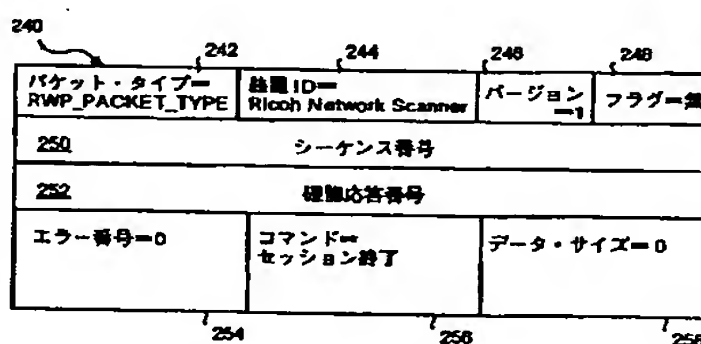 240
242
244
246
248
パケット・タイプ=
RWP_PACKET_TYPE
装置ID=
Ricoh Network Scanner
バージョン
=1
フラグ=無
250
シーケンス番号
252
確認応答番号
エラー番号=0
コマンド=
セッション終了
データ・サイズ=0
254
256
258